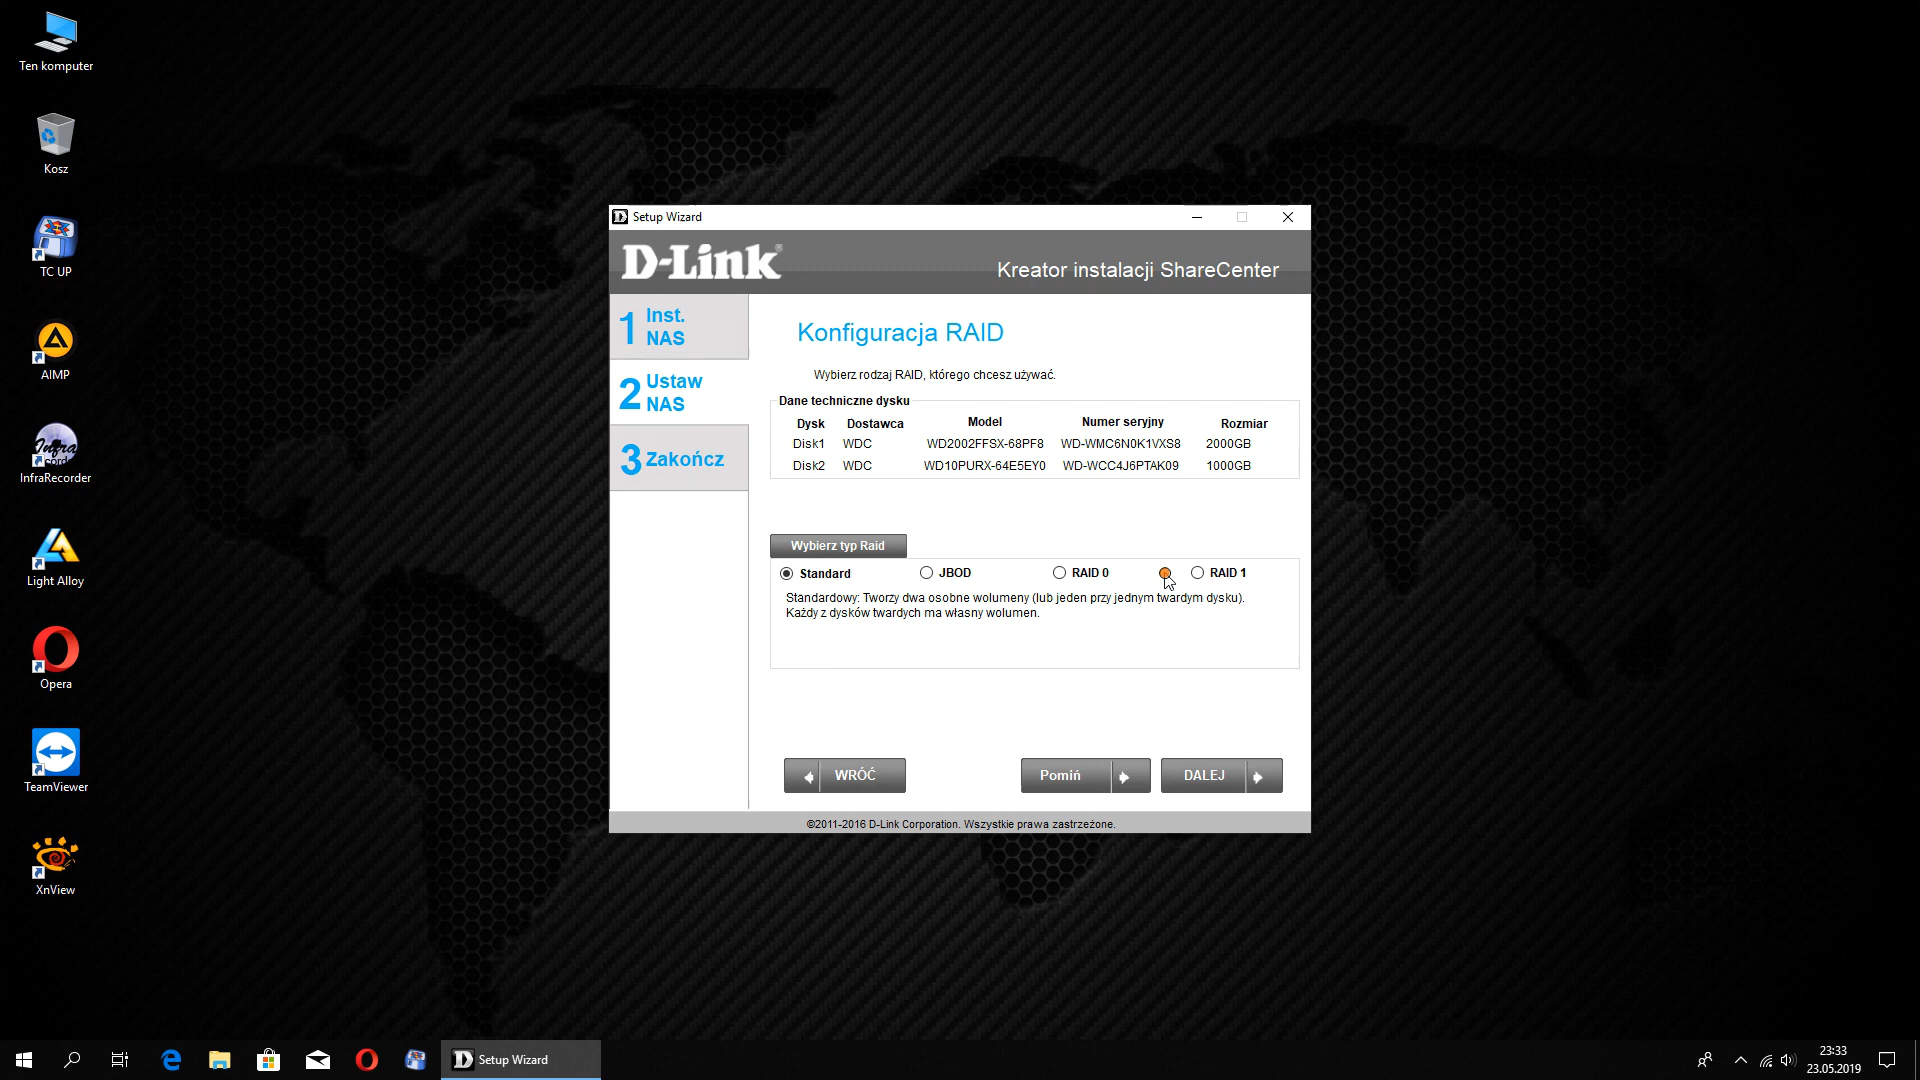 Ten komputer
Kosz
TC UP
AIMP
InfraRecorder
Light Alloy
Opera
TeamViewer
XnView
Setup Wizard
D-Link
Kreator instalacji ShareCenter
1 Inst.
NAS
2 Ustaw
NAS
3 Zakończ
Konfiguracja RAID
Wybierz rodzaj RAID, którego chcesz używać.
Dane techniczne dysku
Dysk Dostawca Model Numer seryjny Rozmiar
Disk1 WDC WD2002FFSX-68PF8 WD-WMC6N0K1VXS8 2000GB
Disk2 WDC WD10PURX-64E5EY0 WD-WCC4J6PTAK09 1000GB
Wybierz typ Raid
Standard JBOD RAID 0 RAID 1
Standardowy: Tworzy dwa osobne wolumeny (lub jeden przy jednym twardym dysku).
Każdy z dysków twardych ma własny wolumen.
WRÓĆ Pomiń DALEJ
©2011-2016 D-Link Corporation. Wszystkie prawa zastrzeżone.
Setup Wizard
23:33
23.05.2019